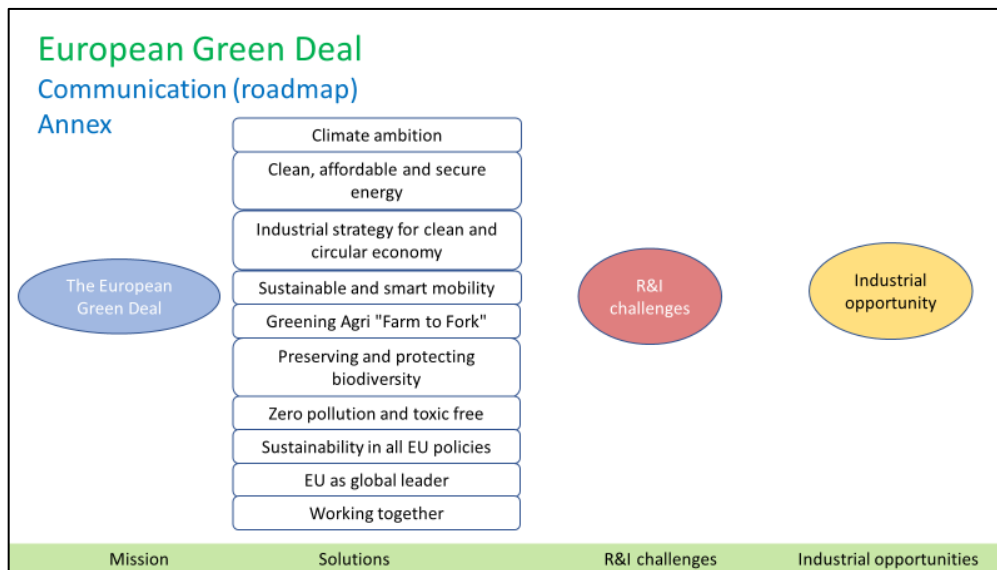 European Green Deal
Communication (roadmap)
Annex
Climate ambition
Clean, affordable and secure
energy
Industrial strategy for clean and
circular economy
Sustainable and smart mobility
Greening Agri "Farm to Fork"
Preserving and protecting
biodiversity
Zero pollution and toxic free
Sustainability in all EU policies
EU as global leader
Working together
The European
Green Deal
R&I
challenges
Industrial
opportunity
Mission
Solutions
R&I challenges
Industrial opportunities